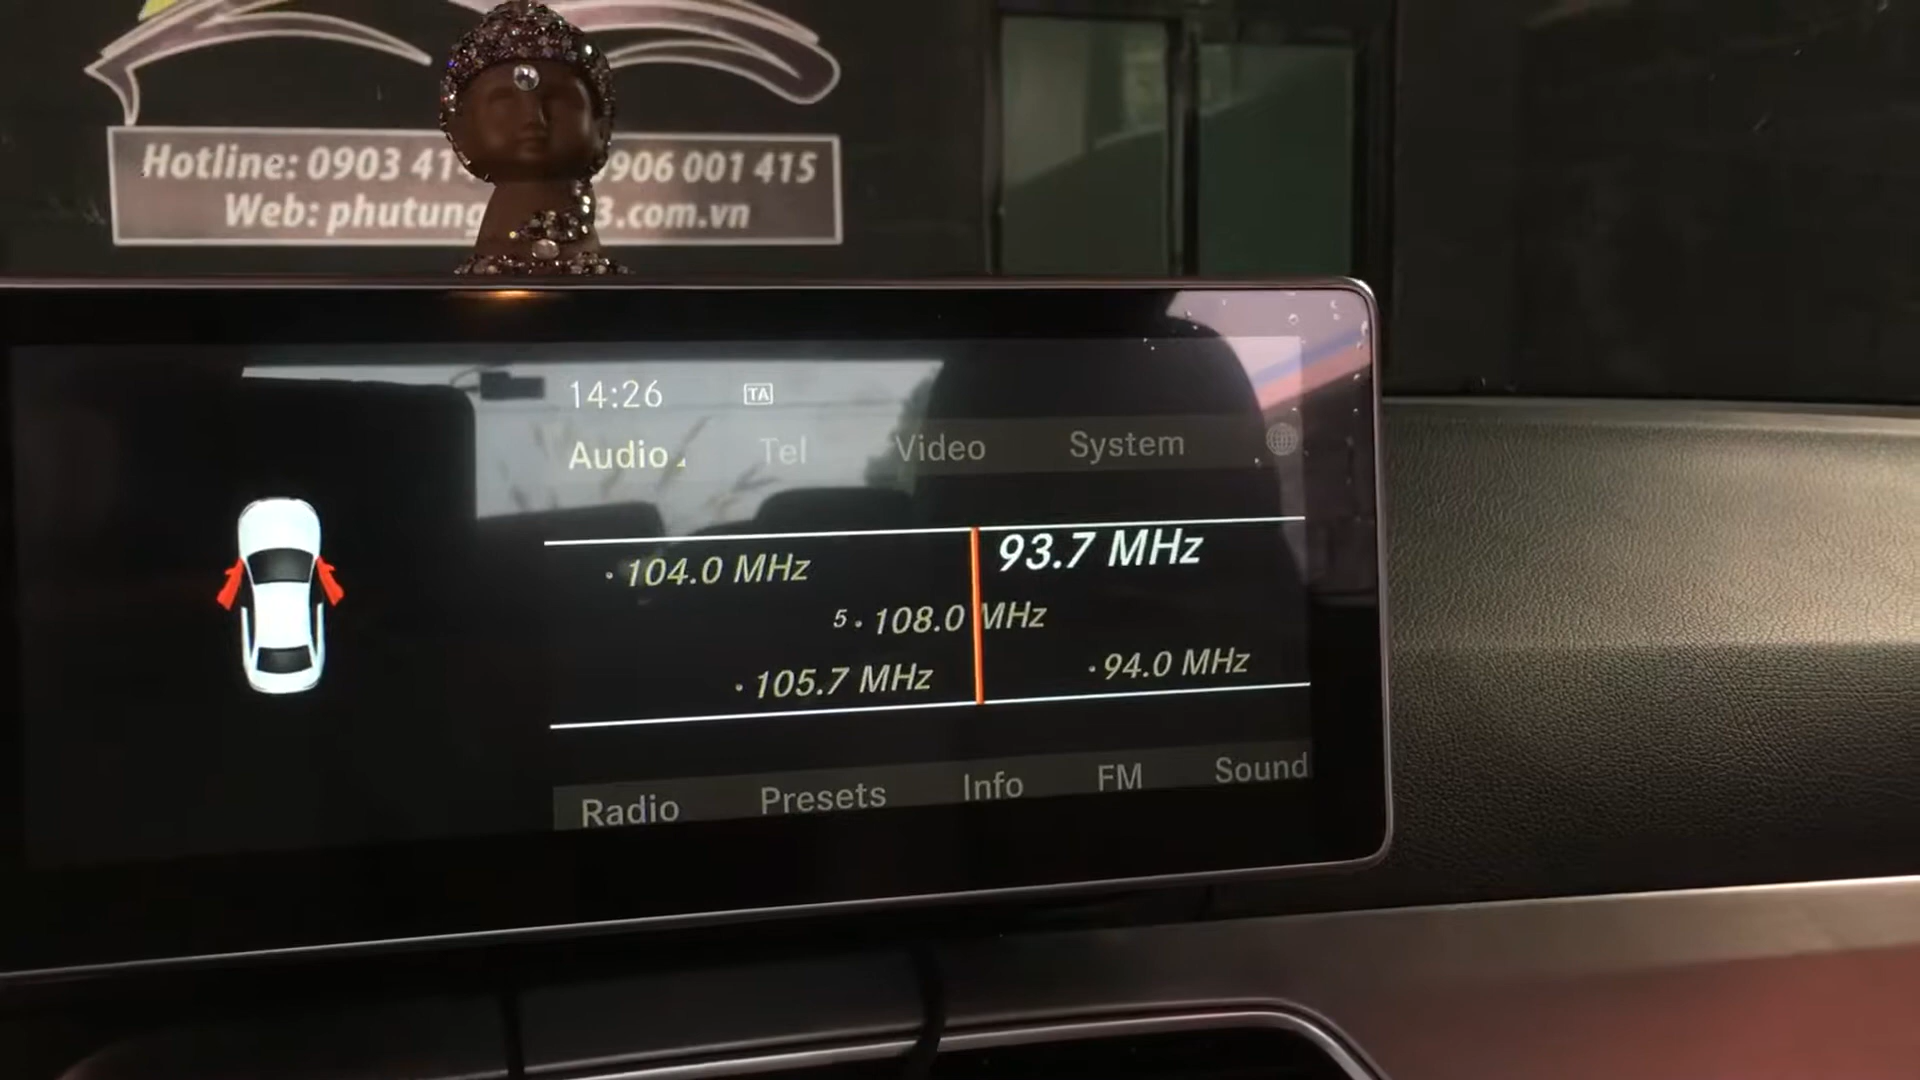 Hotline: 0903 41 906 001 415
Web: .com.vn
14:26 TA
Audio Tel Video System
104.0 MHz 93.7 MHz
5 108.0 MHz
105.7 MHz 94.0 MHz
Radio Presets Info FM Sound